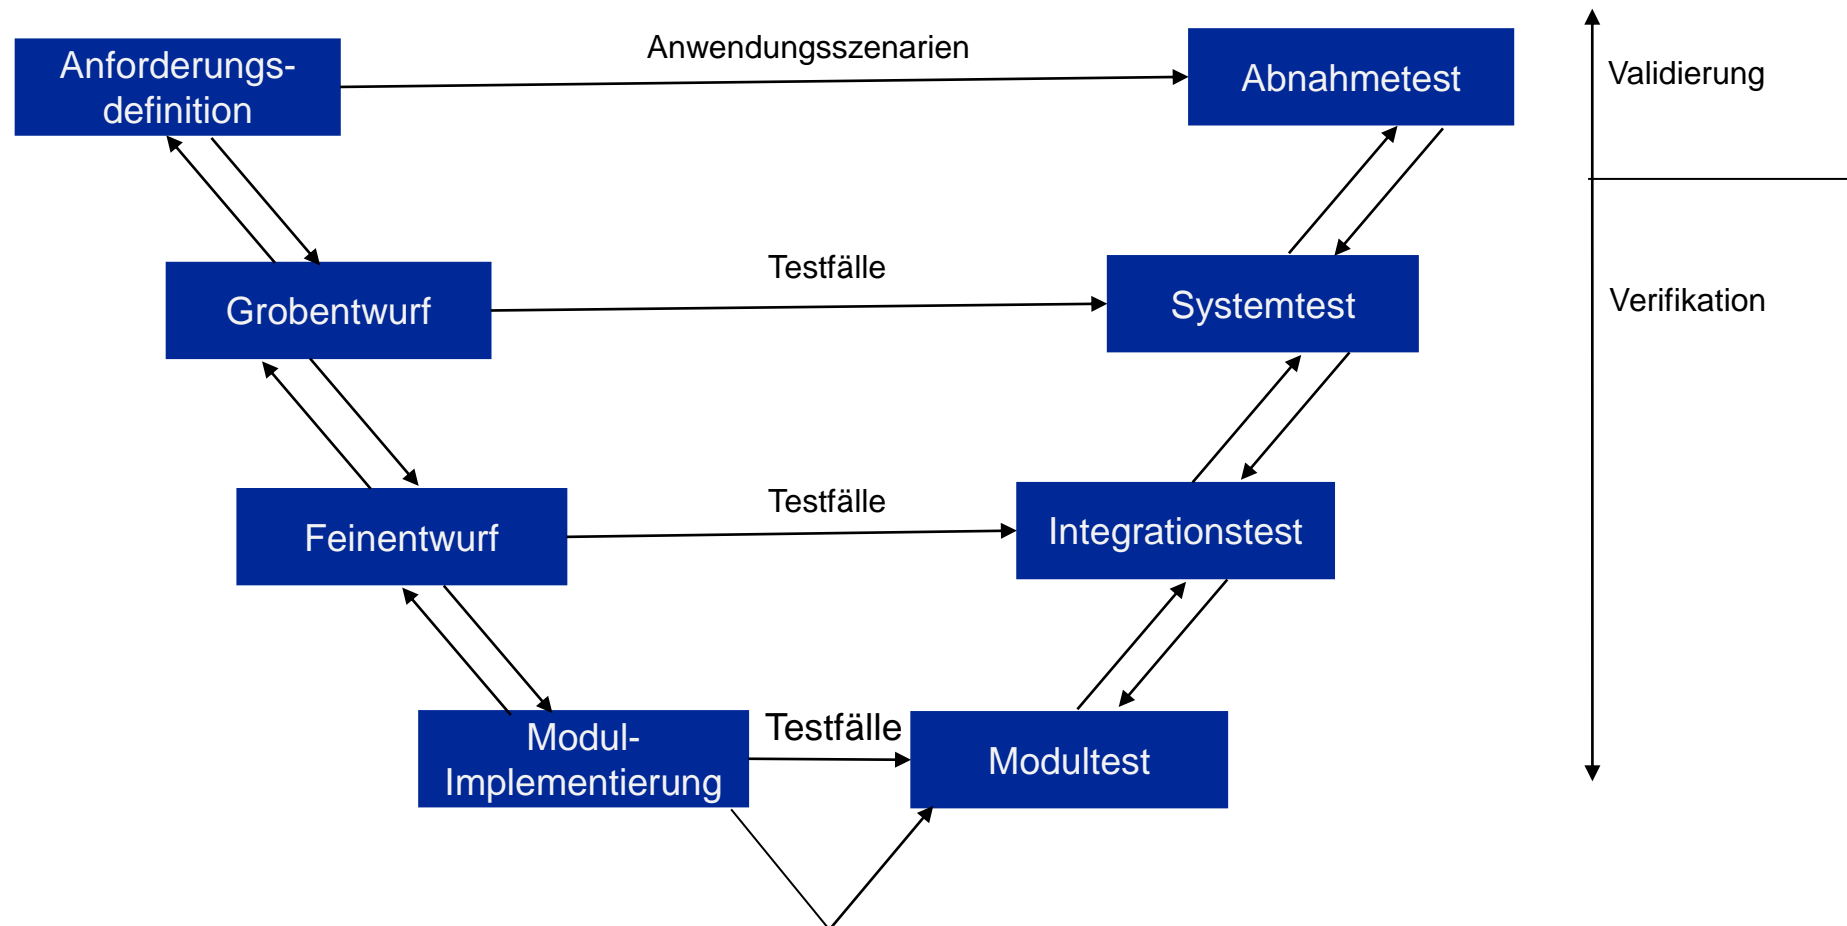 Anwendungsszenarien
Anforderungs-
definition
Abnahmetest
Validierung
Testfälle
Grobentwurf
Systemtest
Verifikation
Testfälle
Feinentwurf
Integrationstest
Modul-
Implementierung
Testfälle
Modultest